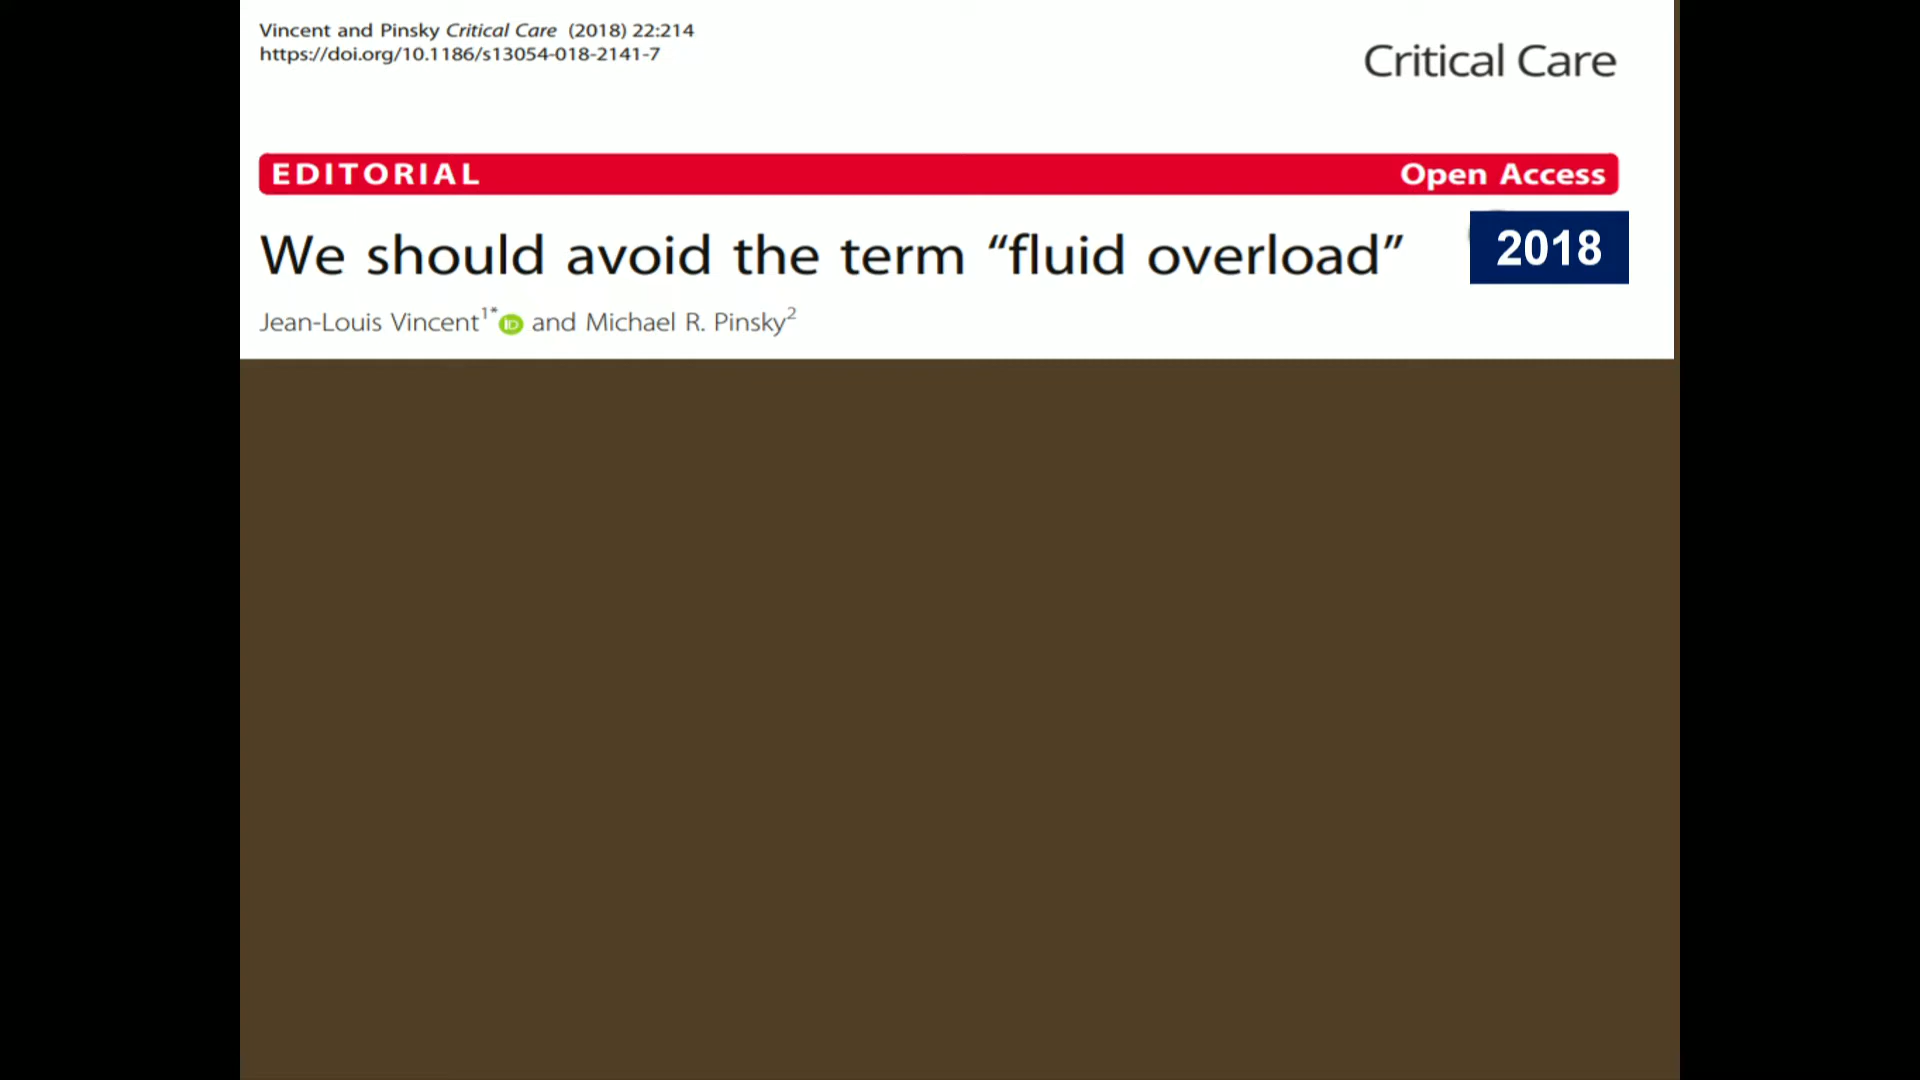 Vincent and Pinsky Critical Care (2018) 22:214
https://doi.org/10.1186/s13054-018-2141-7
Critical Care
EDITORIAL Open Access
We should avoid the term “fluid overload”
2018
Jean-Louis Vincent1* iD and Michael R. Pinsky2